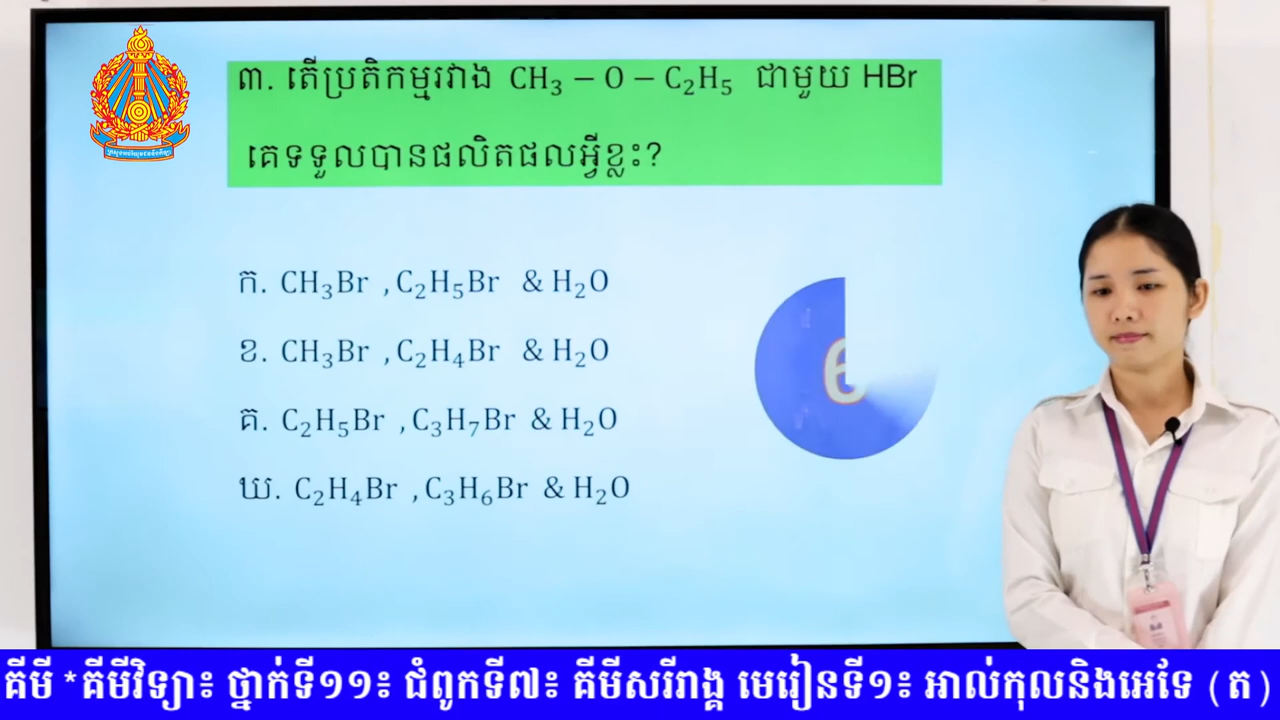 ៣. តើប្រតិកម្មរវាង CH₃ − O − C₂H₅ ជាមួយ HBr
គេទទួលបានផលិតផលអ្វីខ្លះ?
ក. CH₃Br , C₂H₅Br & H₂O
ខ. CH₃Br , C₂H₄Br & H₂O
គ. C₂H₅Br , C₃H₇Br & H₂O
ឃ. C₂H₄Br , C₃H₆Br & H₂O
គីមី *គីមីវិទ្យា៖ ថ្នាក់ទី១១៖ ជំពូកទី៧៖ គីមីសរីរាង្គ មេរៀនទី១៖ អាល់កុលនិងអេទែ (ត)